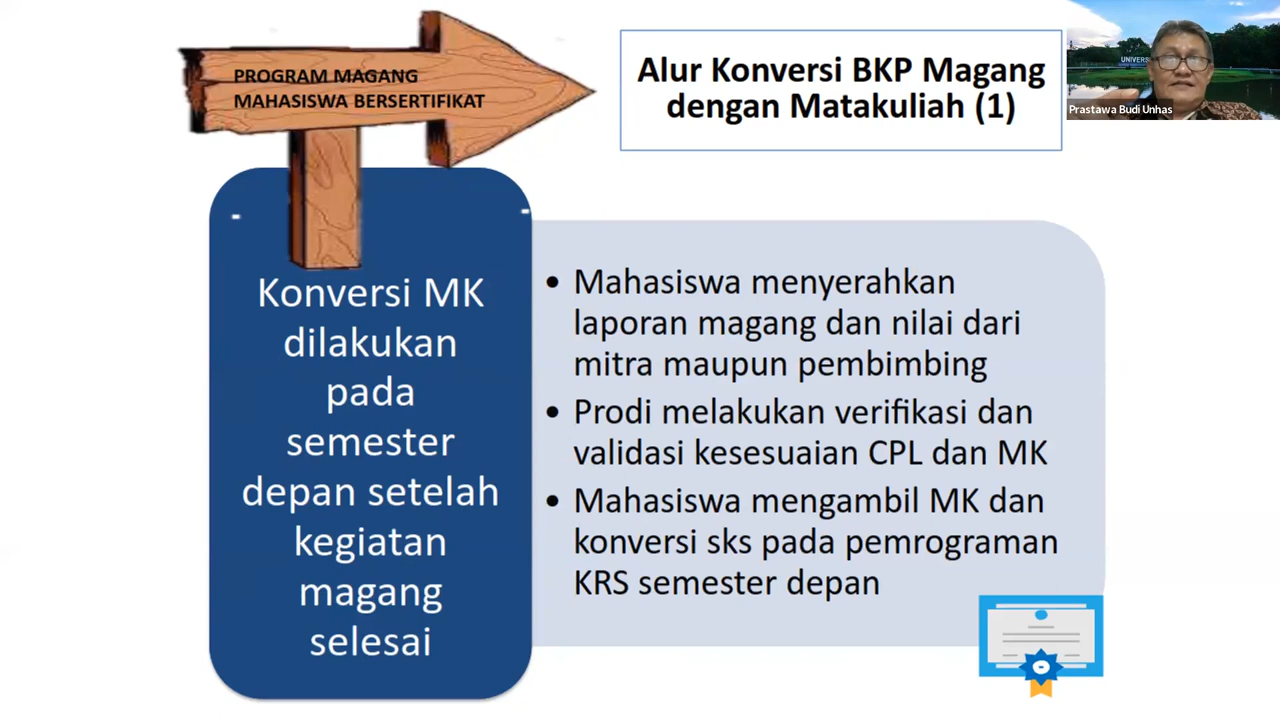 PROGRAM MAGANG
MAHASISWA BERSERTIFIKAT
Alur Konversi BKP Magang
dengan Matakuliah (1)
UNIVERS
Prastawa Budi Unhas
Konversi MK
dilakukan
pada
semester
depan setelah
kegiatan
magang
selesai
• Mahasiswa menyerahkan
laporan magang dan nilai dari
mitra maupun pembimbing
• Prodi melakukan verifikasi dan
validasi kesesuaian CPL dan MK
• Mahasiswa mengambil MK dan
konversi sks pada pemrograman
KRS semester depan